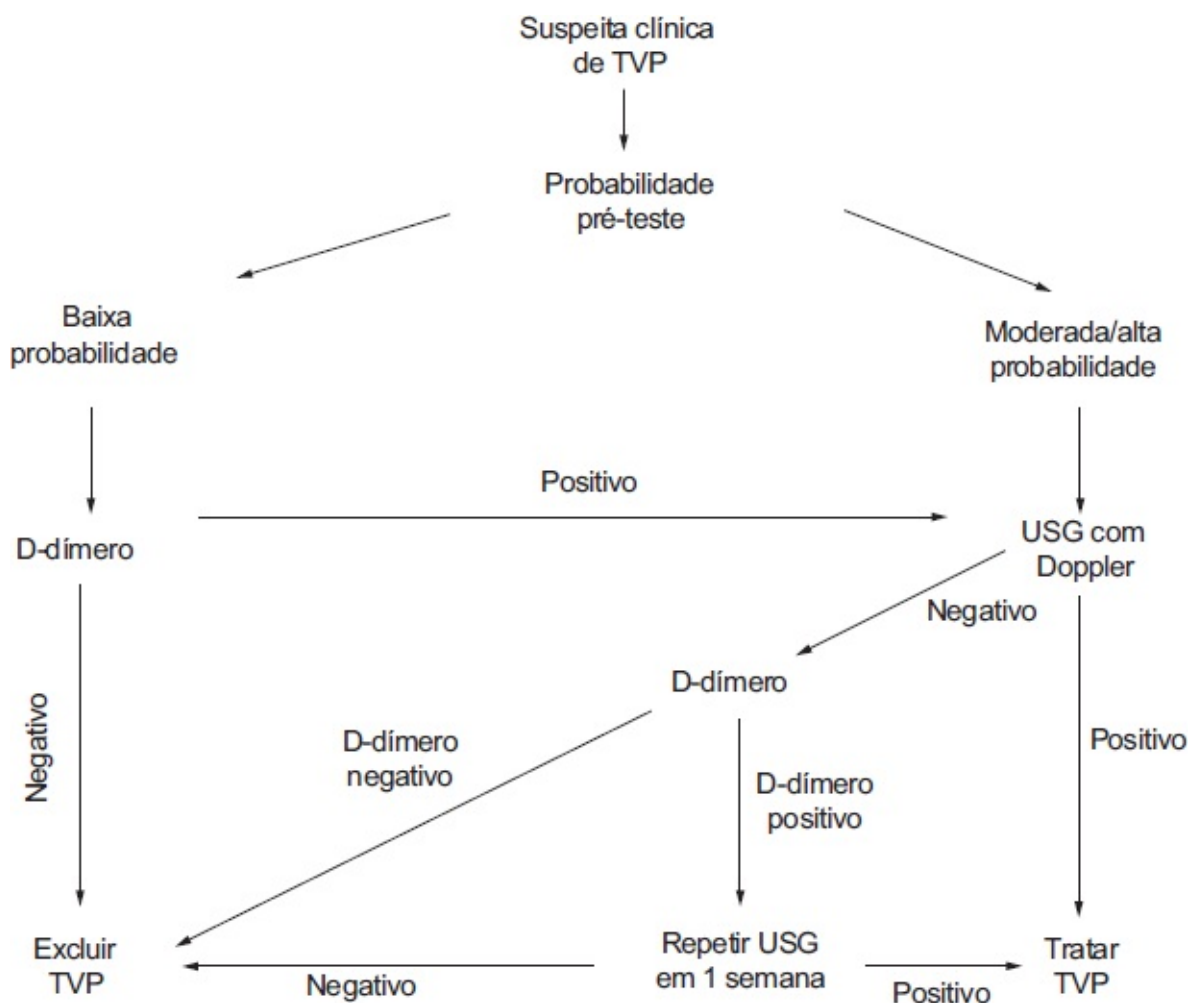 Suspeita clínica
de TVP
Probabilidade
pré-teste
Baixa
probabilidade
Moderada/alta
probabilidade
Positivo
D-dímero
USG com
Doppler
Negativo
D-dímero
Negativo
D-dímero
negativo
Positivo
D-dímero
positivo
Excluir
TVP
Repetir USG
em 1 semana
Tratar
TVP
Negativo
Positivo